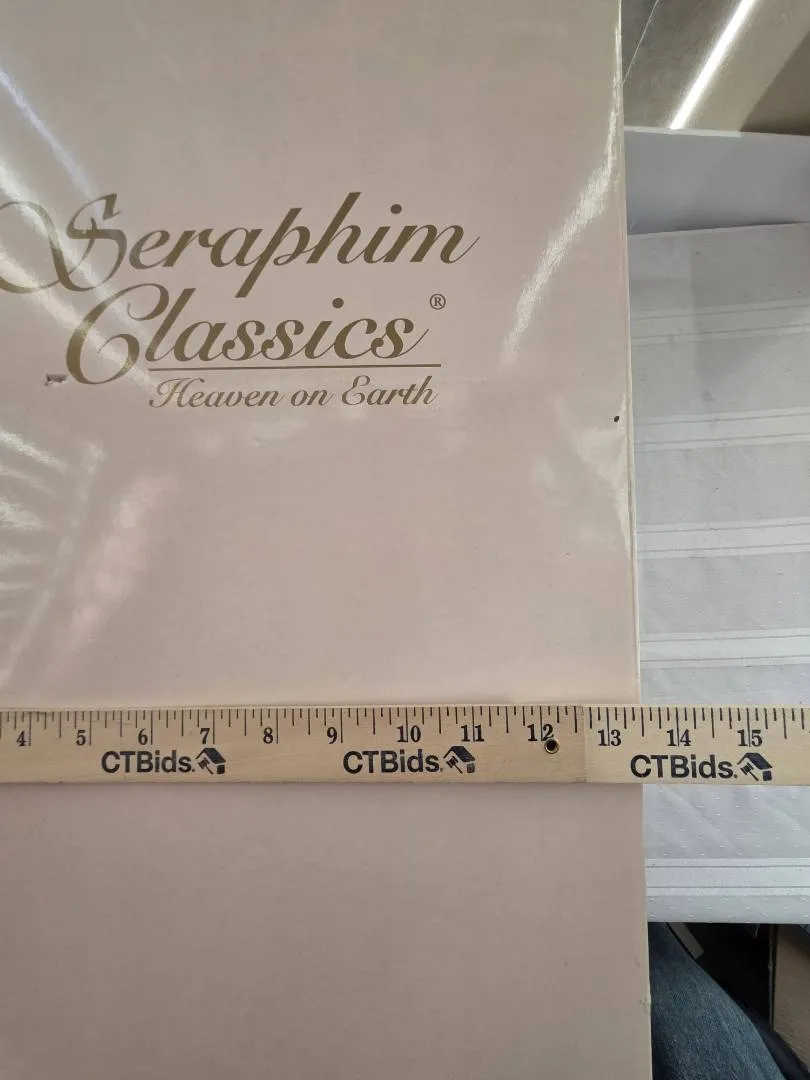 Seraphim
Classics®
Heaven on Earth
4 5 6 7 8 9 10 11 12 13 14 15
CTBids. CTBids. CTBids.